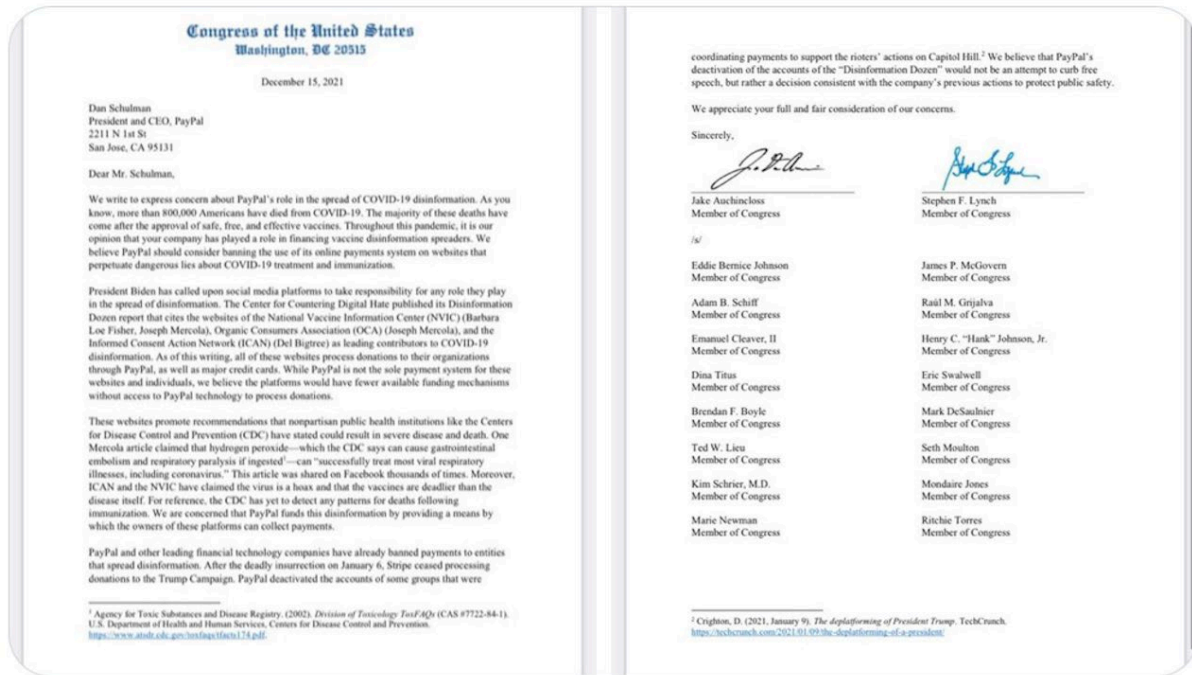 Congress of the United States
Washington, DC 20515
December 15, 2021
Dan Schulman
President and CEO, PayPal
2211 N 1st St
San Jose, CA 95131
Dear Mr. Schulman,
We write to express concern about PayPal's role in the spread of COVID-19 disinformation. As you
know, more than 800,000 Americans have died from COVID-19. The majority of these deaths have
come after the approval of safe, free, and effective vaccines. Throughout this pandemic, it is our
opinion that your company has played a role in financing vaccine disinformation spreaders. We
believe PayPal should consider banning the use of its online payments system on websites that
perpetuate dangerous lies about COVID-19 treatment and immunization.
President Biden has called upon social media platforms to take responsibility for any role they play
in the spread of disinformation. The Center for Countering Digital Hate published its Disinformation
Dozen report that cites the websites of the National Vaccine Information Center (NVIC) (Barbara
Loe Fisher, Joseph Mercola), Organic Consumers Association (OCA) (Joseph Mercola), and the
Informed Consent Action Network (ICAN) (Del Bigtree) as leading contributors to COVID-19
disinformation. As of this writing, all of these websites process donations to their organizations
through PayPal, as well as major credit cards. While PayPal is not the sole payment system for these
websites and individuals, we believe the platforms would have fewer available funding mechanisms
without access to PayPal technology to process donations.
These websites promote recommendations that nonpartisan public health institutions like the Centers
for Disease Control and Prevention (CDC) have stated could result in severe disease and death. One
Mercola article claimed that hydrogen peroxide—which the CDC says can cause gastrointestinal
embolism and respiratory paralysis if ingested¹—can "successfully treat most viral respiratory
illnesses, including coronavirus." This article was shared on Facebook thousands of times. Moreover,
ICAN and the NVIC have claimed the virus is a hoax and that the vaccines are deadlier than the
disease itself. For reference, the CDC has yet to detect any patterns for deaths following
immunization. We are concerned that PayPal funds this disinformation by providing a means by
which the owners of these platforms can collect payments.
PayPal and other leading financial technology companies have already banned payments to entities
that spread disinformation. After the deadly insurrection on January 6, Stripe ceased processing
donations to the Trump Campaign. PayPal deactivated the accounts of some groups that were
¹ Agency for Toxic Substances and Disease Registry. (2002). Division of Toxicology ToxFAQs (CAS #7722-84-1).
U.S. Department of Health and Human Services, Centers for Disease Control and Prevention.
https://www.atsdr.cdc.gov/toxfaqs/tfacts174.pdf.
coordinating payments to support the rioters' actions on Capitol Hill.² We believe that PayPal's
deactivation of the accounts of the "Disinformation Dozen" would not be an attempt to curb free
speech, but rather a decision consistent with the company's previous actions to protect public safety.
We appreciate your full and fair consideration of our concerns.
Sincerely,
Jake Auchincloss
Member of Congress
Stephen F. Lynch
Member of Congress
/s/
Eddie Bernice Johnson
Member of Congress
James P. McGovern
Member of Congress
Adam B. Schiff
Member of Congress
Raúl M. Grijalva
Member of Congress
Emanuel Cleaver, II
Member of Congress
Henry C. "Hank" Johnson, Jr.
Member of Congress
Dina Titus
Member of Congress
Eric Swalwell
Member of Congress
Brendan F. Boyle
Member of Congress
Mark DeSaulnier
Member of Congress
Ted W. Lieu
Member of Congress
Seth Moulton
Member of Congress
Kim Schrier, M.D.
Member of Congress
Mondaire Jones
Member of Congress
Marie Newman
Member of Congress
Ritchie Torres
Member of Congress
² Crighton, D. (2021, January 9). The deplatforming of President Trump. TechCrunch.
https://techcrunch.com/2021/01/09/the-deplatforming-of-a-president/